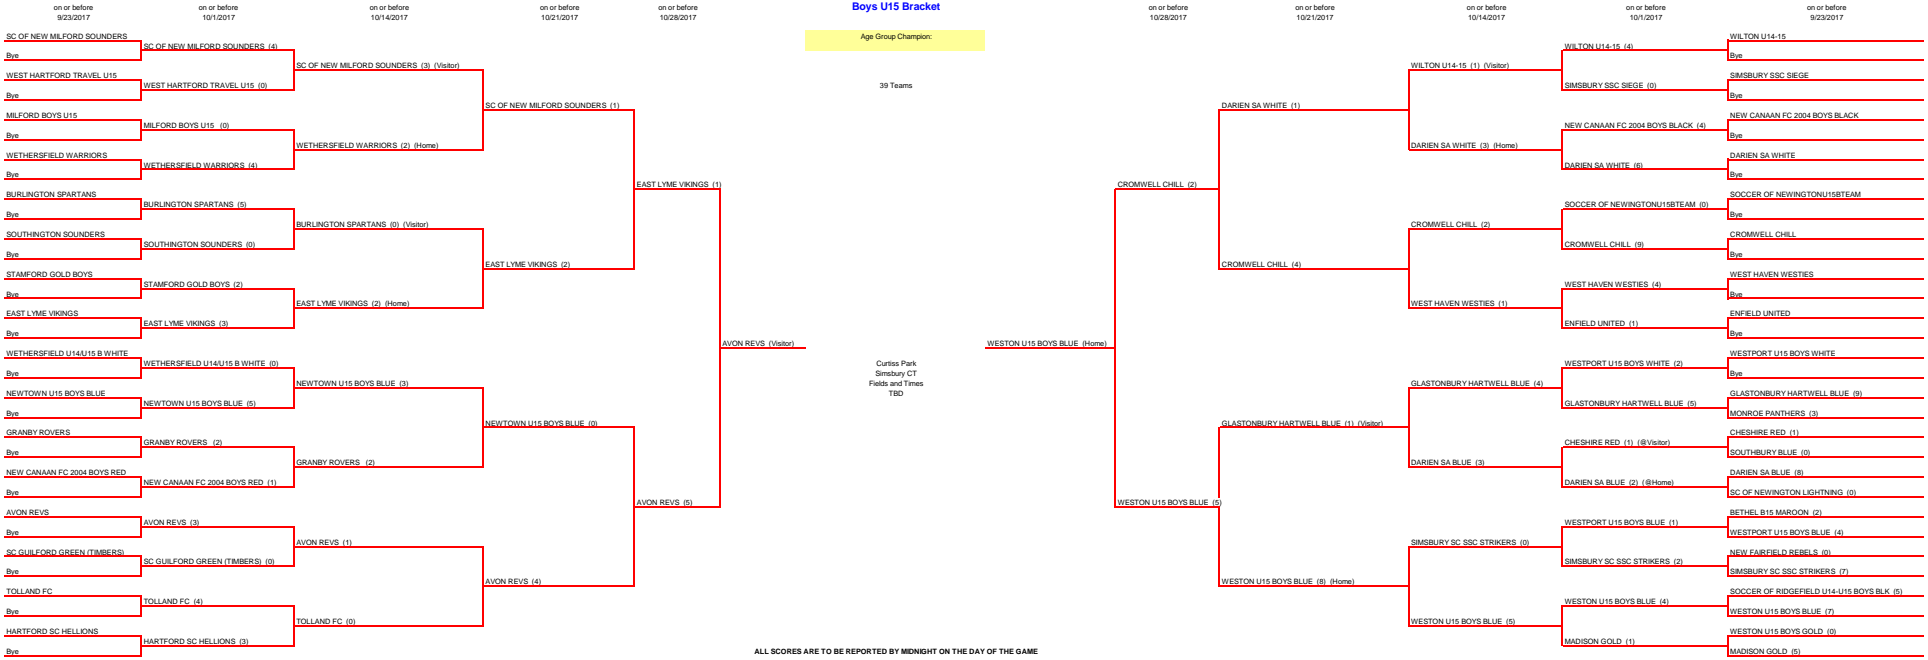 on or before
9/23/2017
on or before
10/1/2017
on or before
10/14/2017
on or before
10/21/2017
on or before
10/28/2017
Boys U15 Bracket
on or before
10/28/2017
on or before
10/21/2017
on or before
10/14/2017
on or before
10/1/2017
on or before
9/23/2017
Age Group Champion:
39 Teams
SC OF NEW MILFORD SOUNDERS
Bye
WEST HARTFORD TRAVEL U15
Bye
MILFORD BOYS U15
Bye
WETHERSFIELD WARRIORS
Bye
BURLINGTON SPARTANS
Bye
SOUTHINGTON SOUNDERS
Bye
STAMFORD GOLD BOYS
Bye
EAST LYME VIKINGS
Bye
WETHERSFIELD U14/U15 B WHITE
Bye
NEWTOWN U15 BOYS BLUE
Bye
GRANBY ROVERS
Bye
NEW CANAAN FC 2004 BOYS RED
Bye
AVON REVS
Bye
SC GUILFORD GREEN (TIMBERS)
Bye
TOLLAND FC
Bye
HARTFORD SC HELLIONS
Bye
SC OF NEW MILFORD SOUNDERS (4)
WEST HARTFORD TRAVEL U15 (0)
MILFORD BOYS U15 (0)
WETHERSFIELD WARRIORS (4)
BURLINGTON SPARTANS (5)
SOUTHINGTON SOUNDERS (0)
STAMFORD GOLD BOYS (2)
EAST LYME VIKINGS (3)
WETHERSFIELD U14/U15 B WHITE (0)
NEWTOWN U15 BOYS BLUE (5)
GRANBY ROVERS (2)
NEW CANAAN FC 2004 BOYS RED (1)
AVON REVS (3)
SC GUILFORD GREEN (TIMBERS) (0)
TOLLAND FC (4)
HARTFORD SC HELLIONS (3)
SC OF NEW MILFORD SOUNDERS (3) (Visitor)
WETHERSFIELD WARRIORS (2) (Home)
BURLINGTON SPARTANS (0) (Visitor)
EAST LYME VIKINGS (2) (Home)
NEWTOWN U15 BOYS BLUE (3)
GRANBY ROVERS (2)
AVON REVS (1)
TOLLAND FC (0)
SC OF NEW MILFORD SOUNDERS (1)
EAST LYME VIKINGS (2)
NEWTOWN U15 BOYS BLUE (0)
AVON REVS (4)
EAST LYME VIKINGS (1)
AVON REVS (5)
AVON REVS (Visitor)
Curtiss Park
Simsbury CT
Fields and Times
TBD
WESTON U15 BOYS BLUE (Home)
CROMWELL CHILL (2)
WESTON U15 BOYS BLUE (5)
DARIEN SA WHITE (1)
CROMWELL CHILL (4)
GLASTONBURY HARTWELL BLUE (1) (Visitor)
WESTON U15 BOYS BLUE (8) (Home)
WILTON U14-15 (1) (Visitor)
DARIEN SA WHITE (3) (Home)
CROMWELL CHILL (2)
WEST HAVEN WESTIES (1)
GLASTONBURY HARTWELL BLUE (4)
DARIEN SA BLUE (3)
SIMSBURY SC SSC STRIKERS (0)
WESTON U15 BOYS BLUE (5)
WILTON U14-15 (4)
SIMSBURY SSC SIEGE (0)
NEW CANAAN FC 2004 BOYS BLACK (4)
DARIEN SA WHITE (6)
SOCCER OF NEWINGTONU15BTEAM (0)
CROMWELL CHILL (9)
WEST HAVEN WESTIES (4)
ENFIELD UNITED (1)
WESTPORT U15 BOYS WHITE (2)
GLASTONBURY HARTWELL BLUE (5)
CHESHIRE RED (1) (@Visitor)
DARIEN SA BLUE (2) (@Home)
WESTPORT U15 BOYS BLUE (1)
SIMSBURY SC SSC STRIKERS (2)
WESTON U15 BOYS BLUE (4)
MADISON GOLD (1)
WILTON U14-15
Bye
SIMSBURY SSC SIEGE
Bye
NEW CANAAN FC 2004 BOYS BLACK
Bye
DARIEN SA WHITE
Bye
SOCCER OF NEWINGTONU15BTEAM
Bye
CROMWELL CHILL
Bye
WEST HAVEN WESTIES
Bye
ENFIELD UNITED
Bye
WESTPORT U15 BOYS WHITE
Bye
GLASTONBURY HARTWELL BLUE (9)
MONROE PANTHERS (3)
CHESHIRE RED (1)
SOUTHBURY BLUE (0)
DARIEN SA BLUE (8)
SC OF NEWINGTON LIGHTNING (0)
BETHEL B15 MAROON (2)
WESTPORT U15 BOYS BLUE (4)
NEW FAIRFIELD REBELS (0)
SIMSBURY SC SSC STRIKERS (7)
SOCCER OF RIDGEFIELD U14-U15 BOYS BLK (5)
WESTON U15 BOYS BLUE (7)
WESTON U15 BOYS GOLD (0)
MADISON GOLD (5)
ALL SCORES ARE TO BE REPORTED BY MIDNIGHT ON THE DAY OF THE GAME